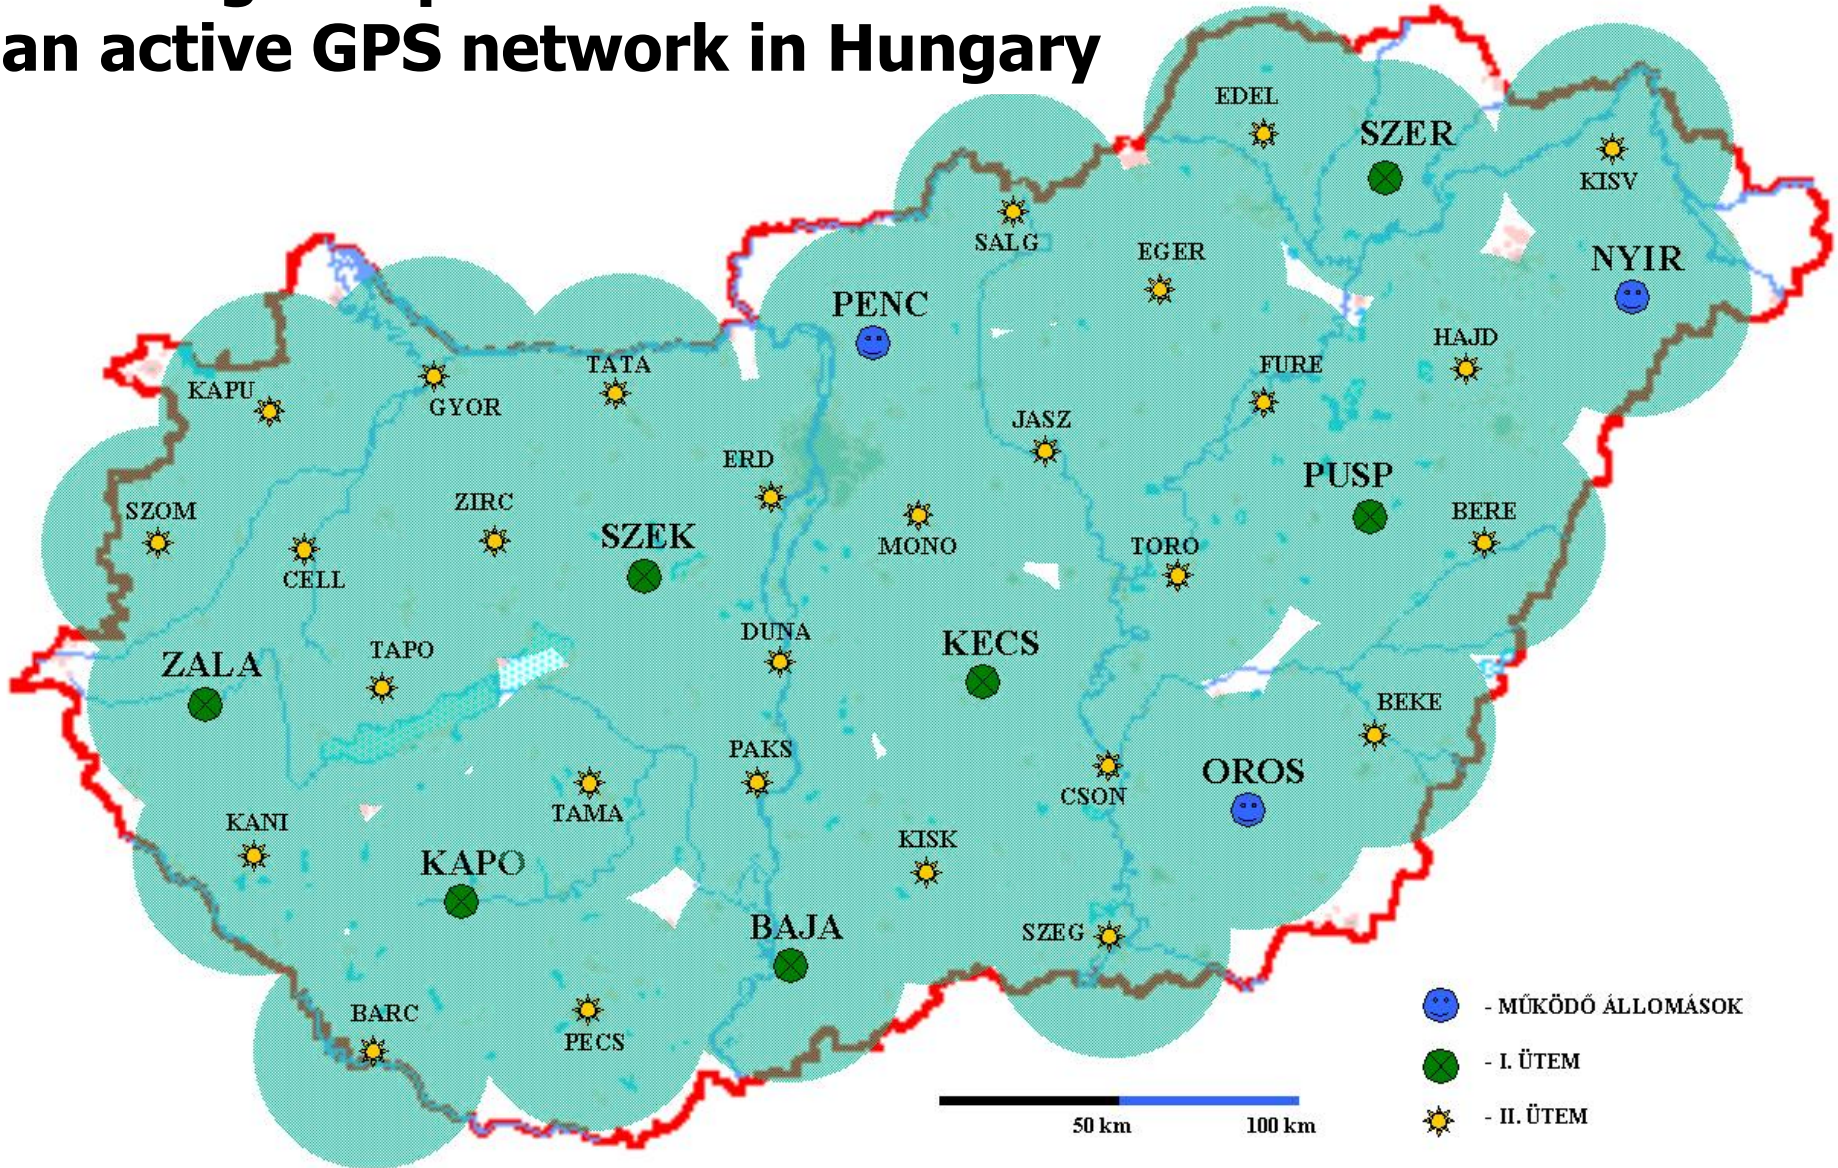 an active GPS network in Hungary
EDEL
SZER
KISV
SALG
EGER
NYIR
PENC
HAJD
TATA
FURE
KAPU
GYOR
JASZ
ERD
PUSP
ZIRC
SZOM
BERE
SZEK
MONO
TORO
CELL
DUNA
KECS
TAPO
ZALA
BEKE
PAKS
OROS
CSON
TAMA
KANI
KISK
KAPO
BAJA
SZEG
BARC
PECS
- MŰKÖDŐ ÁLLOMÁSOK
- I. ÜTEM
- II. ÜTEM
50 km 100 km